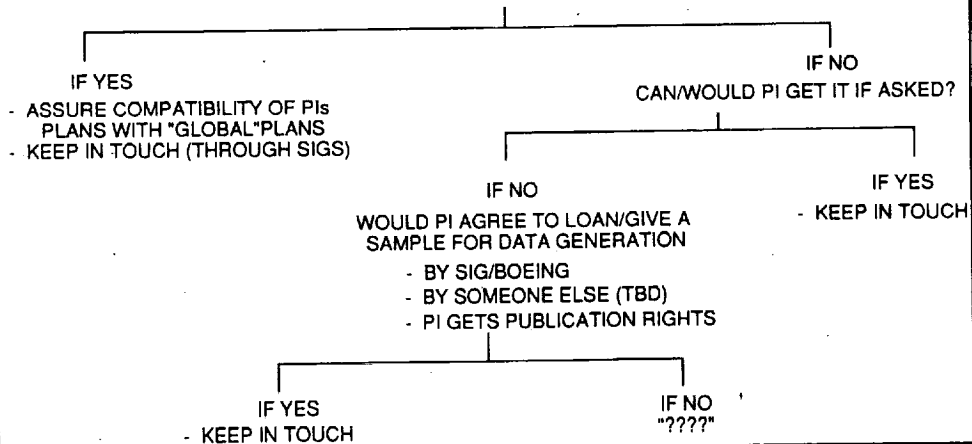 IF YES
- ASSURE COMPATIBILITY OF PIs
PLANS WITH "GLOBAL"PLANS
- KEEP IN TOUCH (THROUGH SIGS)
IF NO
CAN/WOULD PI GET IT IF ASKED?
IF NO
WOULD PI AGREE TO LOAN/GIVE A
SAMPLE FOR DATA GENERATION
- BY SIG/BOEING
- BY SOMEONE ELSE (TBD)
- PI GETS PUBLICATION RIGHTS
IF YES
- KEEP IN TOUCH
IF YES
- KEEP IN TOUCH
IF NO
"????"